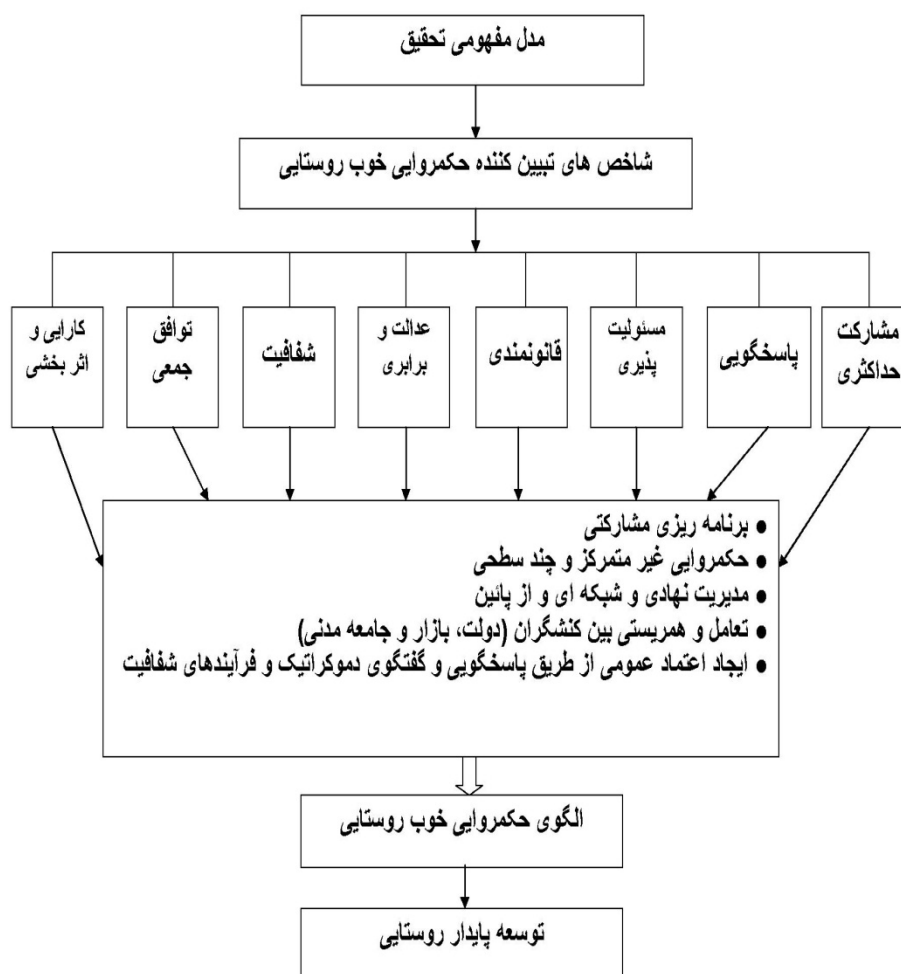 مدل مفهومی تحقیق
شاخص های تبیین کننده حکمروایی خوب روستایی
مشارکت
حداکثری
پاسخگویی
مسئولیت
پذیری
قانونمندی
عدالت و
برابری
شفافیت
توافق
جمعی
کارایی و
اثر بخشی
● برنامه ریزی مشارکتی
● حکمروایی غیر متمرکز و چند سطحی
● مدیریت نهادی و شبکه ای و از پائین
● تعامل و همریستی بین کنشگران (دولت، بازار و جامعه مدنی)
● ایجاد اعتماد عمومی از طریق پاسخگویی و گفتگوی دموکراتیک و فرآیندهای شفافیت
الگوی حکمروایی خوب روستایی
توسعه پایدار روستایی